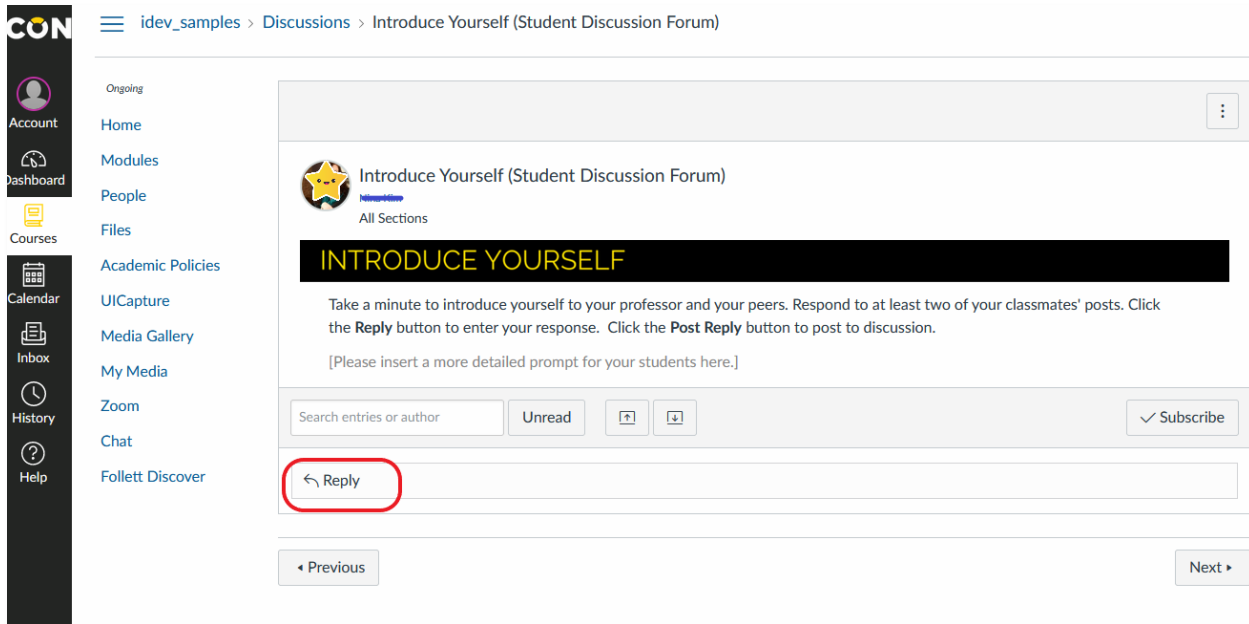 ICON
idev_samples > Discussions > Introduce Yourself (Student Discussion Forum)
Account
Dashboard
Courses
Calendar
Inbox
History
Help
Ongoing
Home
Modules
People
Files
Academic Policies
UICapture
Media Gallery
My Media
Zoom
Chat
Follett Discover
Introduce Yourself (Student Discussion Forum)
All Sections
INTRODUCE YOURSELF
Take a minute to introduce yourself to your professor and your peers. Respond to at least two of your classmates' posts. Click
the Reply button to enter your response. Click the Post Reply button to post to discussion.
[Please insert a more detailed prompt for your students here.]
Search entries or author
Unread
Subscribe
Reply
Previous
Next